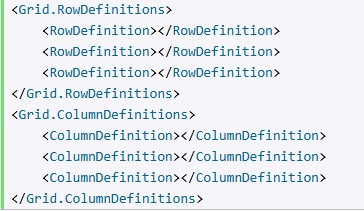 <Grid.RowDefinitions>
<RowDefinition></RowDefinition>
<RowDefinition></RowDefinition>
<RowDefinition></RowDefinition>
</Grid.RowDefinitions>
<Grid.ColumnDefinitions>
<ColumnDefinition></ColumnDefinition>
<ColumnDefinition></ColumnDefinition>
<ColumnDefinition></ColumnDefinition>
</Grid.ColumnDefinitions>